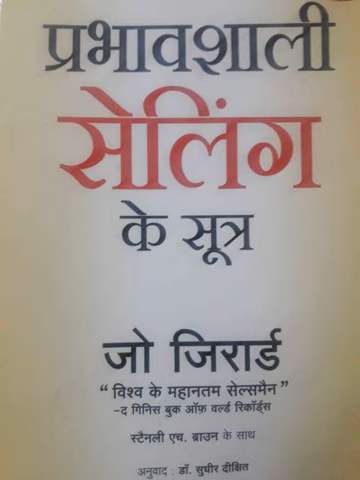 प्रभावशाली
सेलिंग
के सूत्र
जो जिरार्ड
“ विश्व के महानतम सेल्समैन ”
-द गिनिस बुक ऑफ़ वर्ल्ड रिकॉर्ड्स
स्टैनली एच. ब्राउन के साथ
अनुवाद : डॉ. सुधीर दीक्षित